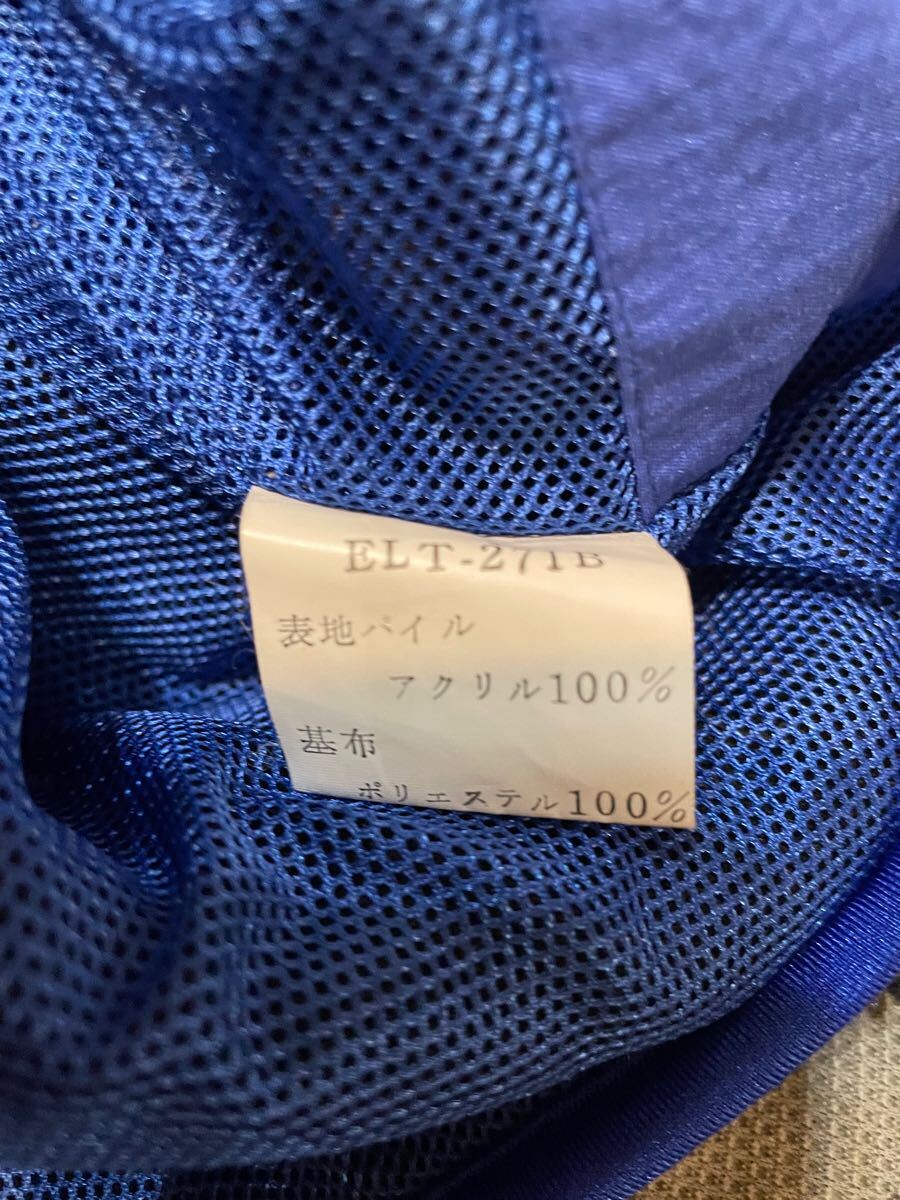 ELT-271B
表地パイル
アクリル100%
基布
ポリエステル100%